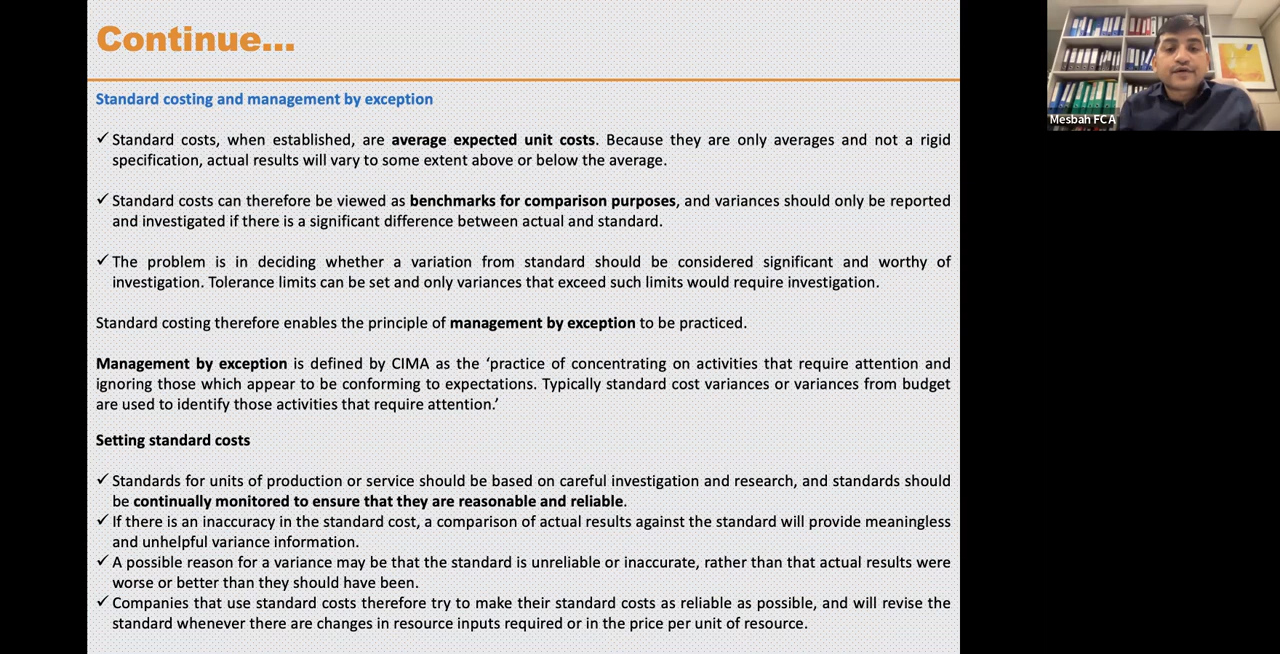 Continue...
Standard costing and management by exception
✓ Standard costs, when established, are average expected unit costs. Because they are only averages and not a rigid
specification, actual results will vary to some extent above or below the average.
✓ Standard costs can therefore be viewed as benchmarks for comparison purposes, and variances should only be reported
and investigated if there is a significant difference between actual and standard.
✓ The problem is in deciding whether a variation from standard should be considered significant and worthy of
investigation. Tolerance limits can be set and only variances that exceed such limits would require investigation.
Standard costing therefore enables the principle of management by exception to be practiced.
Management by exception is defined by CIMA as the ‘practice of concentrating on activities that require attention and
ignoring those which appear to be conforming to expectations. Typically standard cost variances or variances from budget
are used to identify those activities that require attention.’
Setting standard costs
✓ Standards for units of production or service should be based on careful investigation and research, and standards should
be continually monitored to ensure that they are reasonable and reliable.
✓ If there is an inaccuracy in the standard cost, a comparison of actual results against the standard will provide meaningless
and unhelpful variance information.
✓ A possible reason for a variance may be that the standard is unreliable or inaccurate, rather than that actual results were
worse or better than they should have been.
✓ Companies that use standard costs therefore try to make their standard costs as reliable as possible, and will revise the
standard whenever there are changes in resource inputs required or in the price per unit of resource.
Mesbah FCA